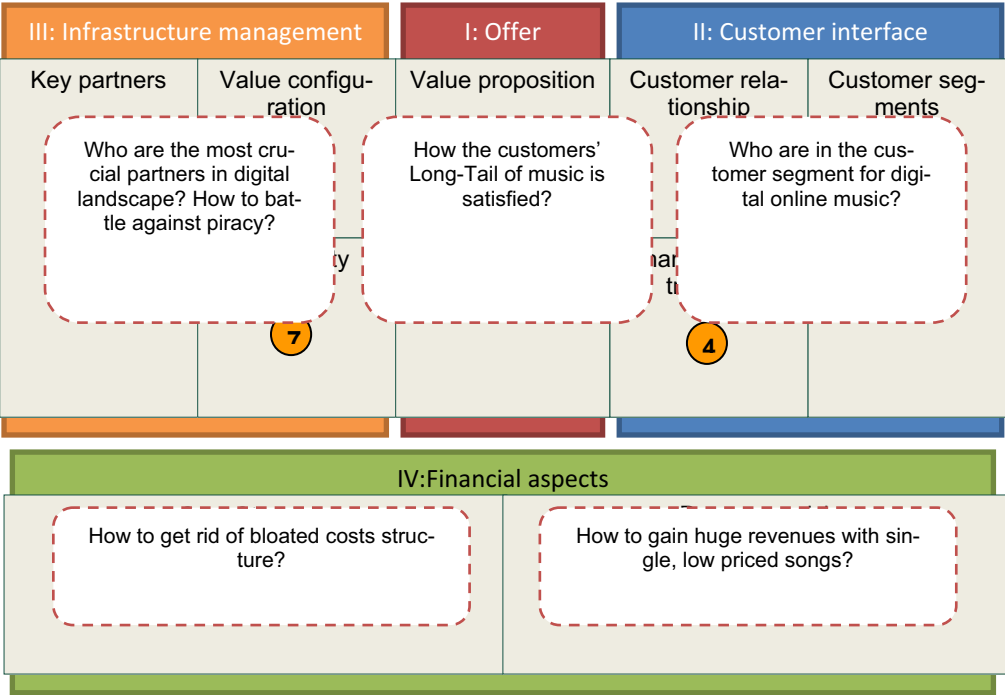 III: Infrastructure management
I: Offer
II: Customer interface
Key partners
Value configu-
ration
Value proposition
Customer rela-
tionship
Customer seg-
ments
Who are the most cru-
cial partners in digital
landscape? How to bat-
tle against piracy?
How the customers'
Long-Tail of music is
satisfied?
Who are in the cus-
tomer segment for digi-
tal online music?
7
4
IV:Financial aspects
How to get rid of bloated costs struc-
ture?
How to gain huge revenues with sin-
gle, low priced songs?